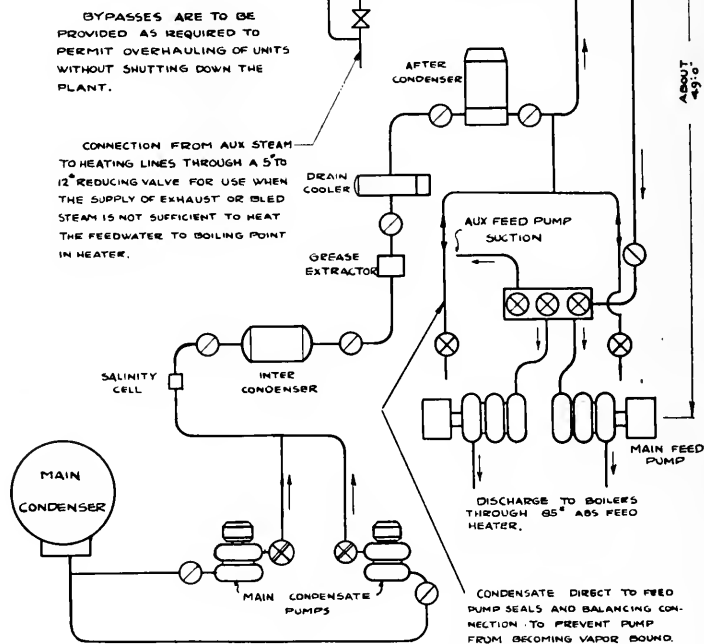 BYPASSES ARE TO BE
PROVIDED AS REQUIRED TO
PERMIT OVERHAULING OF UNITS
WITHOUT SHUTTING DOWN THE
PLANT.
CONNECTION FROM AUX STEAM
TO HEATING LINES THROUGH A 5" TO
12# REDUCING VALVE FOR USE WHEN
THE SUPPLY OF EXHAUST OR BLED
STEAM IS NOT SUFFICIENT TO HEAT
THE FEEDWATER TO BOILING POINT
IN HEATER.
AFTER
CONDENSER
ABOUT
49'-0"
DRAIN
COOLER
AUX FEED PUMP
SUCTION
GREASE
EXTRACTOR
SALINITY
CELL
INTER
CONDENSER
MAIN
CONDENSER
MAIN FEED
PUMP
DISCHARGE TO BOILERS
THROUGH 85# ABS FEED
HEATER.
MAIN CONDENSATE
PUMPS
CONDENSATE DIRECT TO FEED
PUMP SEALS AND BALANCING CON-
NECTION TO PREVENT PUMP
FROM BECOMING VAPOR BOUND.